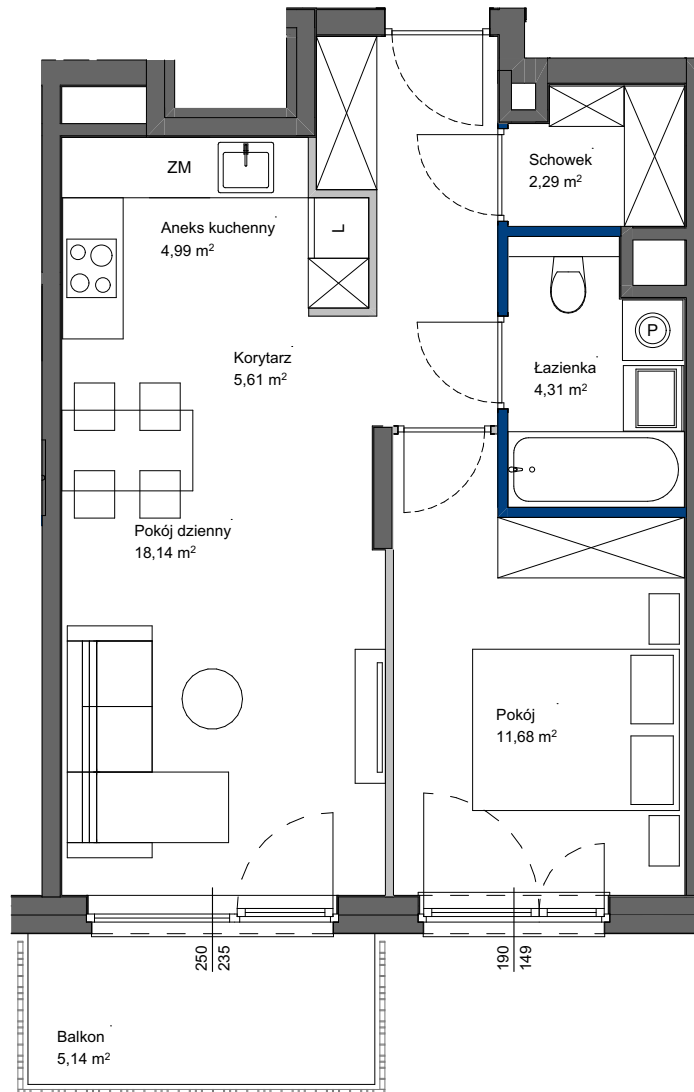 Schowek
2,29 m²
ZM
Aneks kuchenny
4,99 m²
L
P
Korytarz
5,61 m²
Łazienka
4,31 m²
Pokój dzienny
18,14 m²
Pokój
11,68 m²
250
235
190
149
Balkon
5,14 m²